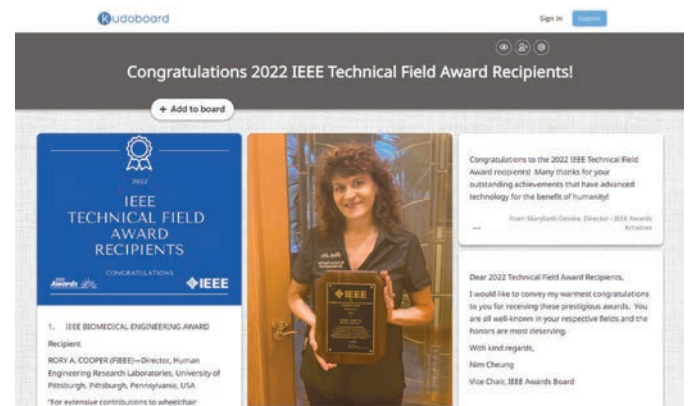 Kudoboard
Sign In
Congratulations 2022 IEEE Technical Field Award Recipients!
+ Add to board
2022
IEEE
TECHNICAL FIELD
AWARD
RECIPIENTS
CONGRATULATIONS
IEEE
Awards
IEEE
1. IEEE BIOMEDICAL ENGINEERING AWARD
Recipient
RORY A. COOPER (FIEEE)—Director, Human
Engineering Research Laboratories, University of
Pittsburgh, Pittsburgh, Pennsylvania, USA
"For extensive contributions to wheelchair
IEEE
Congratulations to the 2022 IEEE Technical Field
Award recipients! Many thanks for your
outstanding achievements that have advanced
technology for the benefit of humanity!
From Marybeth Denike, Director - IEEE Awards
Activities
Dear 2022 Technical Field Award Recipients,
I would like to convey my warmest congratulations
to you for receiving these prestigious awards. You
are all well-known in your respective fields and the
honors are most deserving.
With kind regards,
Nim Cheung
Vice Chair, IEEE Awards Board